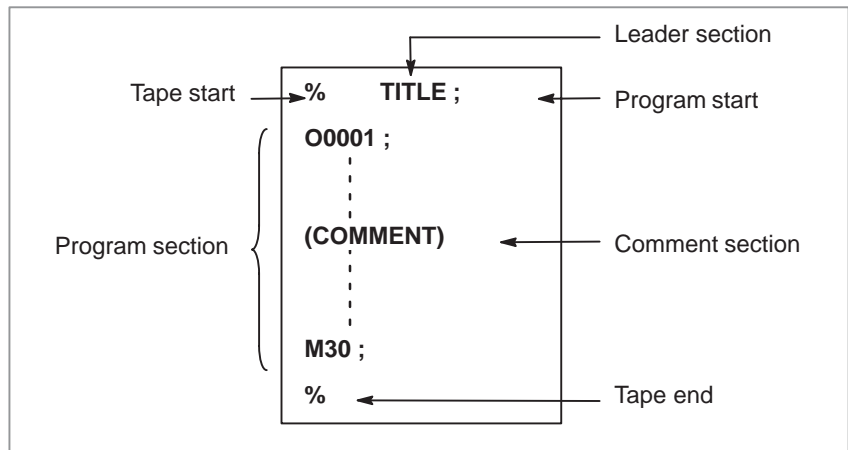 Leader section
Tape start % TITLE ; Program start
O0001 ;
Program section (COMMENT) Comment section
M30 ;
% Tape end